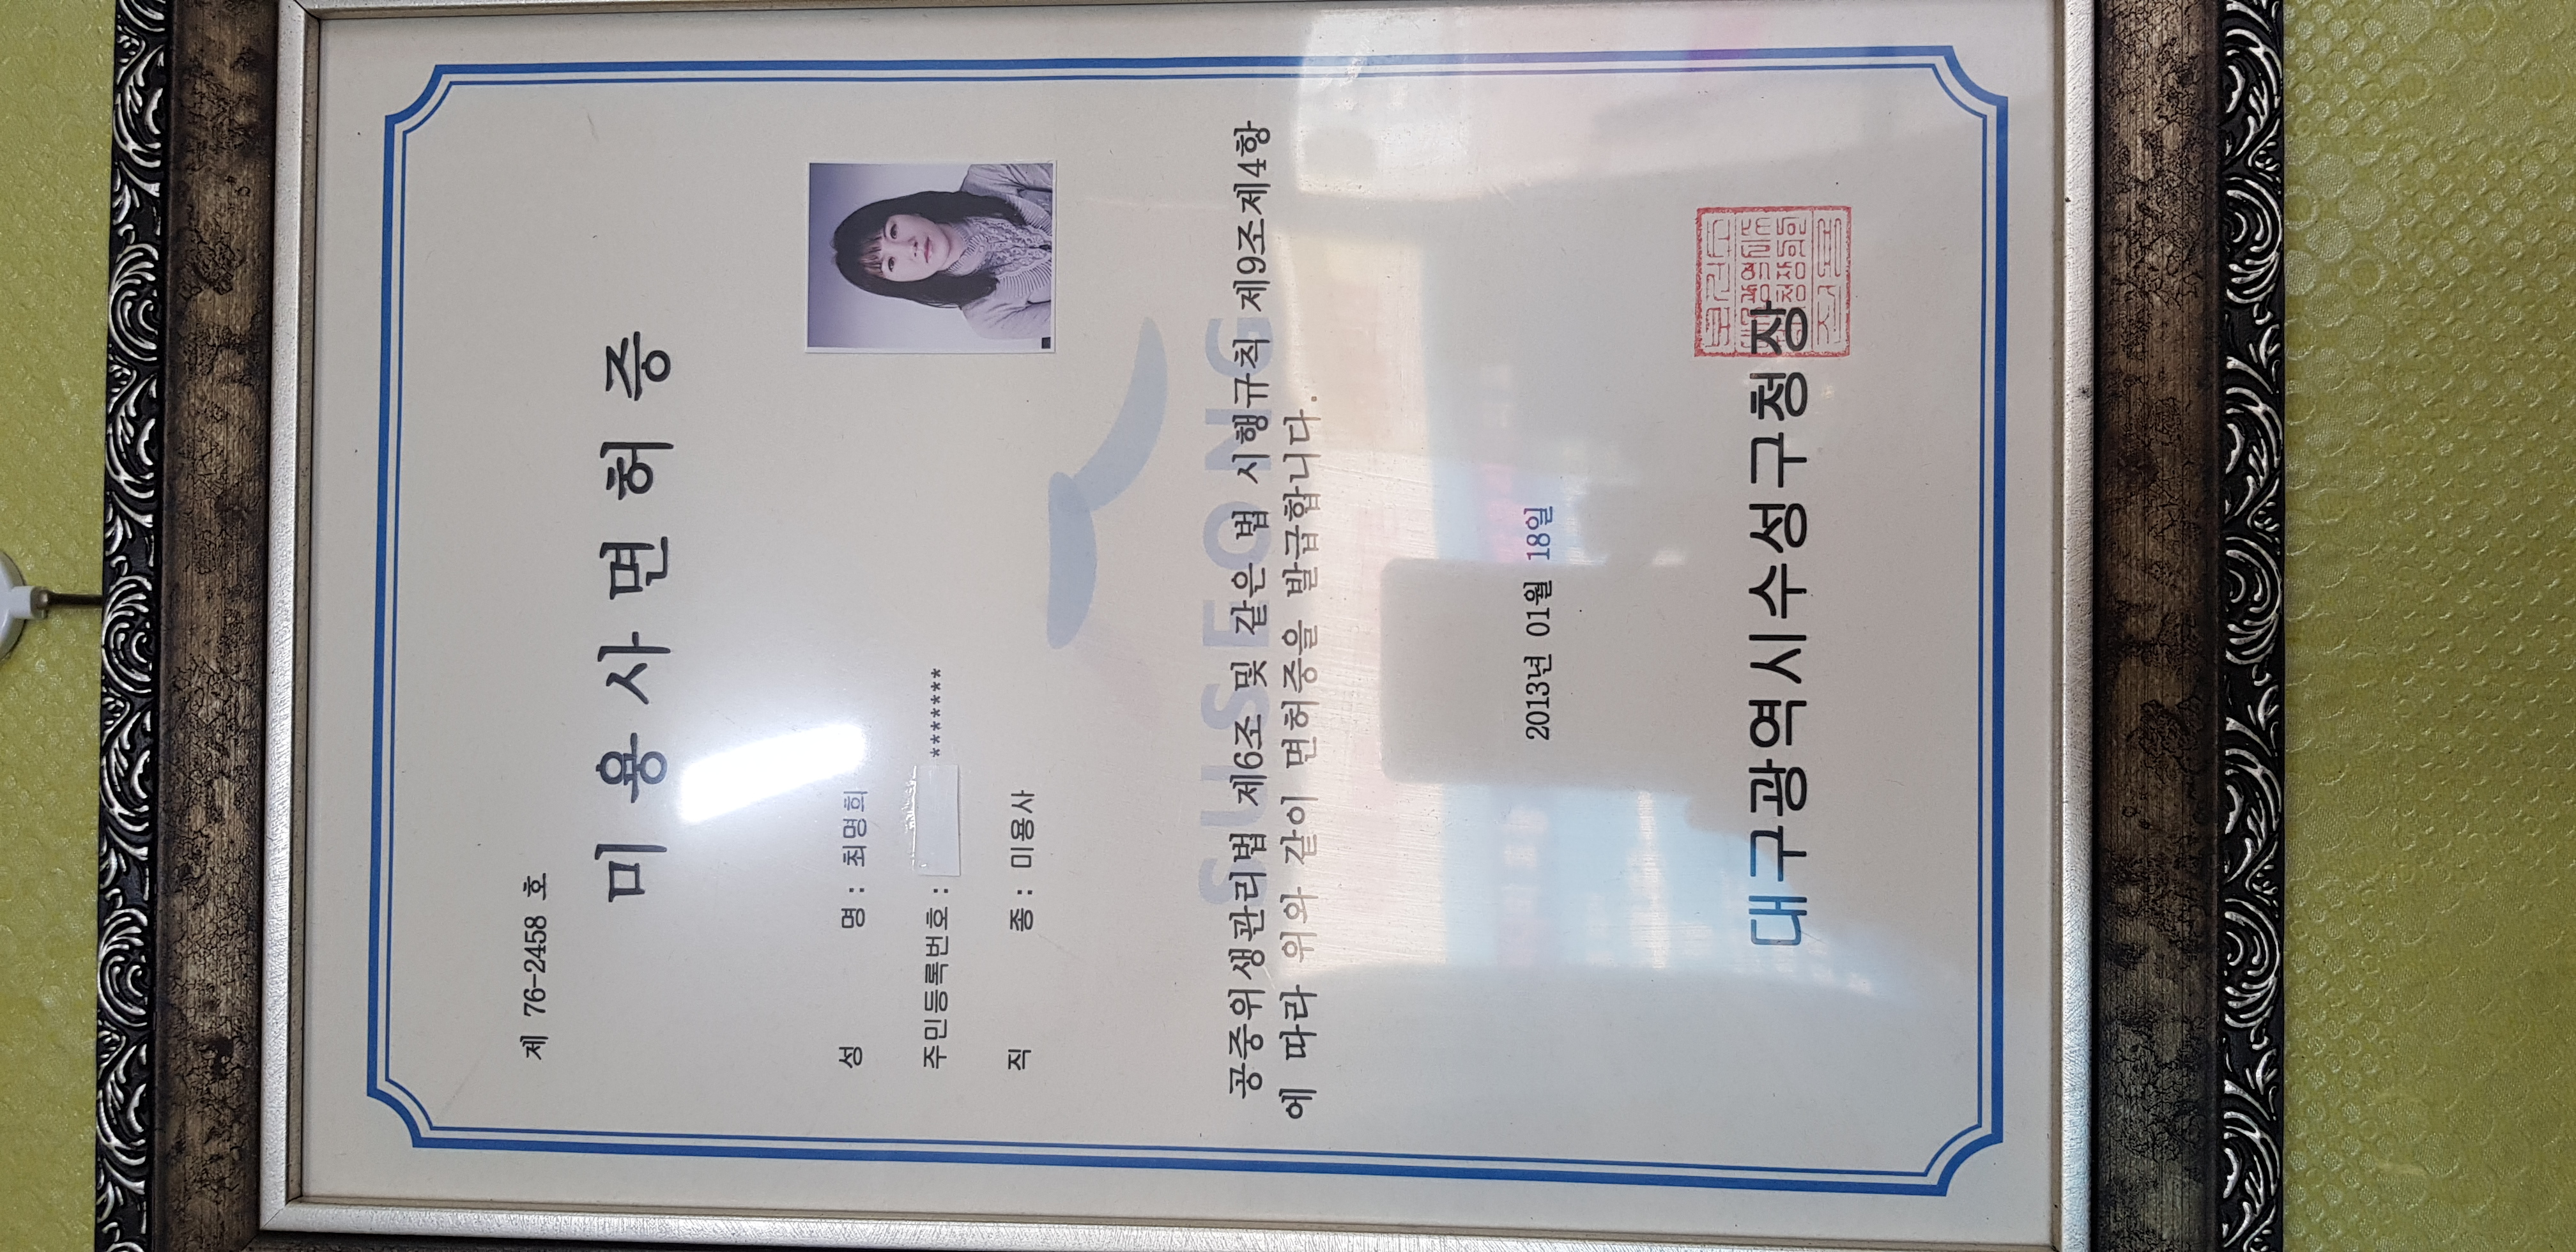 제 76-2458 호
미 용 사 면 허 증
성 명 : 최명희
주민등록번호 : ********
직 종 : 미용사
SUSEONG
공중위생관리법 제6조 및 같은 법 시행규칙 제9조제4항
에 따라 위와 같이 면허증을 발급합니다.
2013년 01월 18일
대구광역시수성구청장